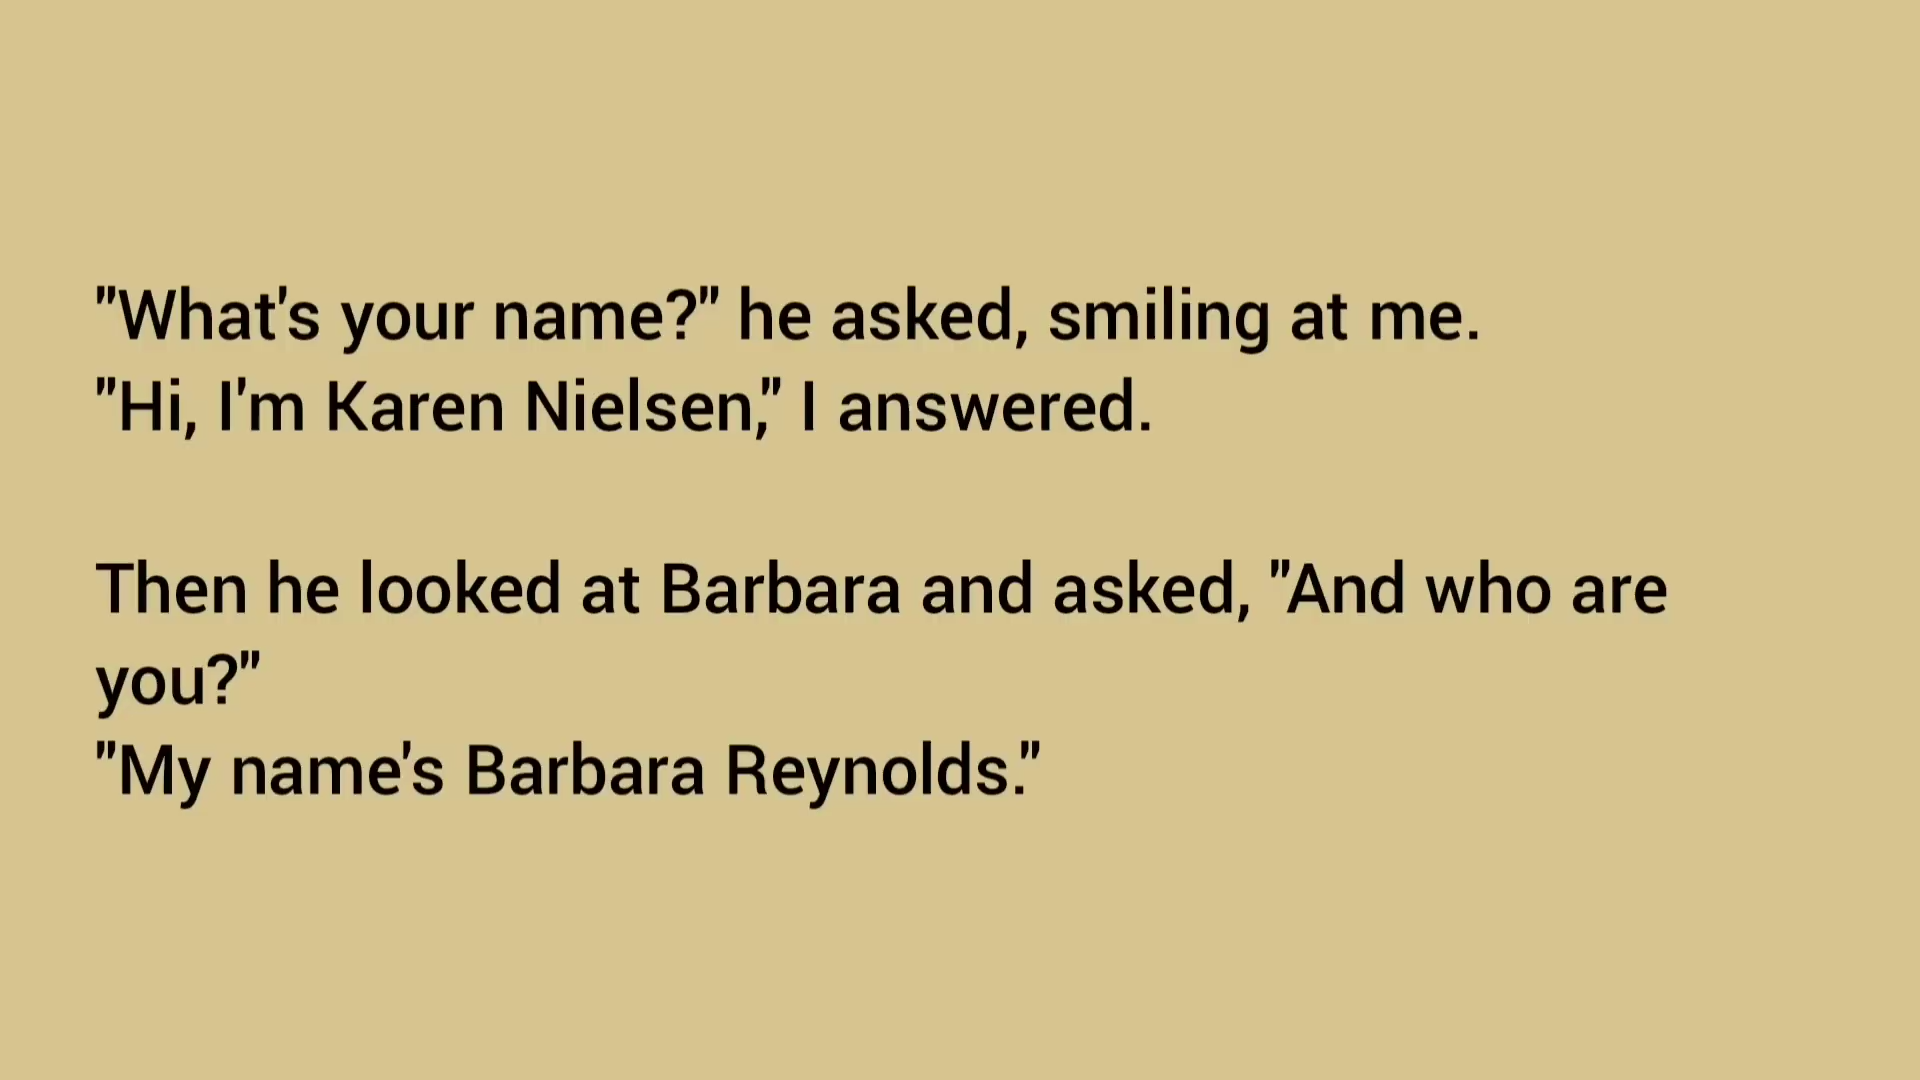 "What's your name?" he asked, smiling at me.
"Hi, I'm Karen Nielsen," I answered.
Then he looked at Barbara and asked, "And who are
you?"
"My name's Barbara Reynolds."